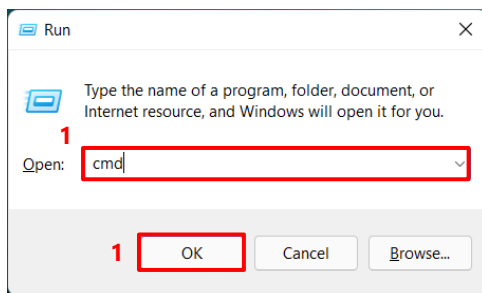 Run
Type the name of a program, folder, document, or
Internet resource, and Windows will open it for you.
1
Open: cmd
1 OK Cancel Browse...